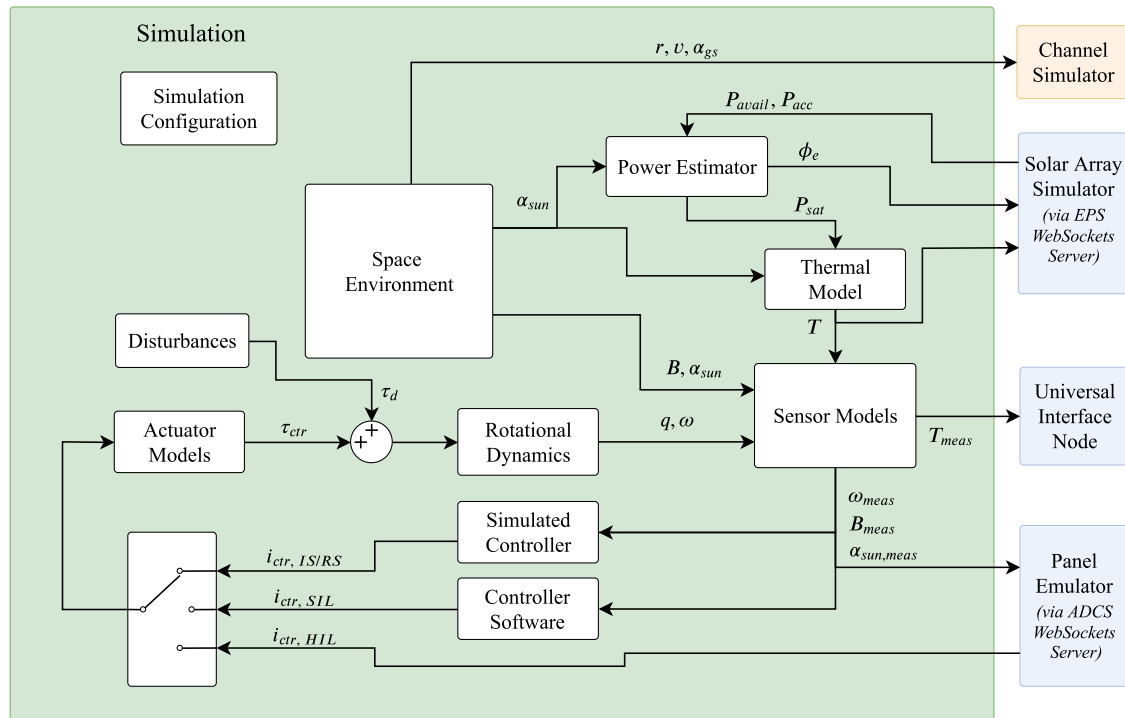 Simulation
r, v, α_gs
Channel
Simulator
Simulation
Configuration
P_avail, P_acc
Power Estimator
ϕ_e
Solar Array
Simulator
(via EPS
WebSockets
Server)
α_sun
P_sat
Space
Environment
Thermal
Model
T
Disturbances
B, α_sun
τ_d
Sensor Models
Universal
Interface
Node
T_meas
Actuator
Models
τ_ctr
+
+
Rotational
Dynamics
q, ω
ω_meas
B_meas
α_sun,meas
Simulated
Controller
i_ctr, IS/RS
Panel
Emulator
(via ADCS
WebSockets
Server)
Controller
Software
i_ctr, SIL
i_ctr, HIL